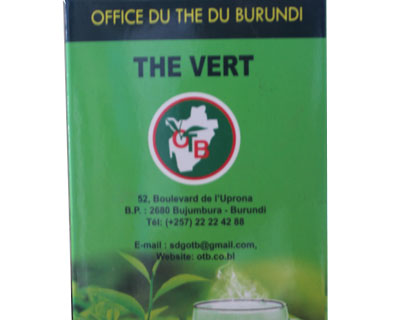 OFFICE DU THE DU BURUNDI
THE VERT
OTB
52, Boulevard de l'Uprona
B.P. : 2680 Bujumbura - Burundi
Tél: (+257) 22 22 42 88
E-mail : sdgotb@gmail.com,
Website: otb.co.bl